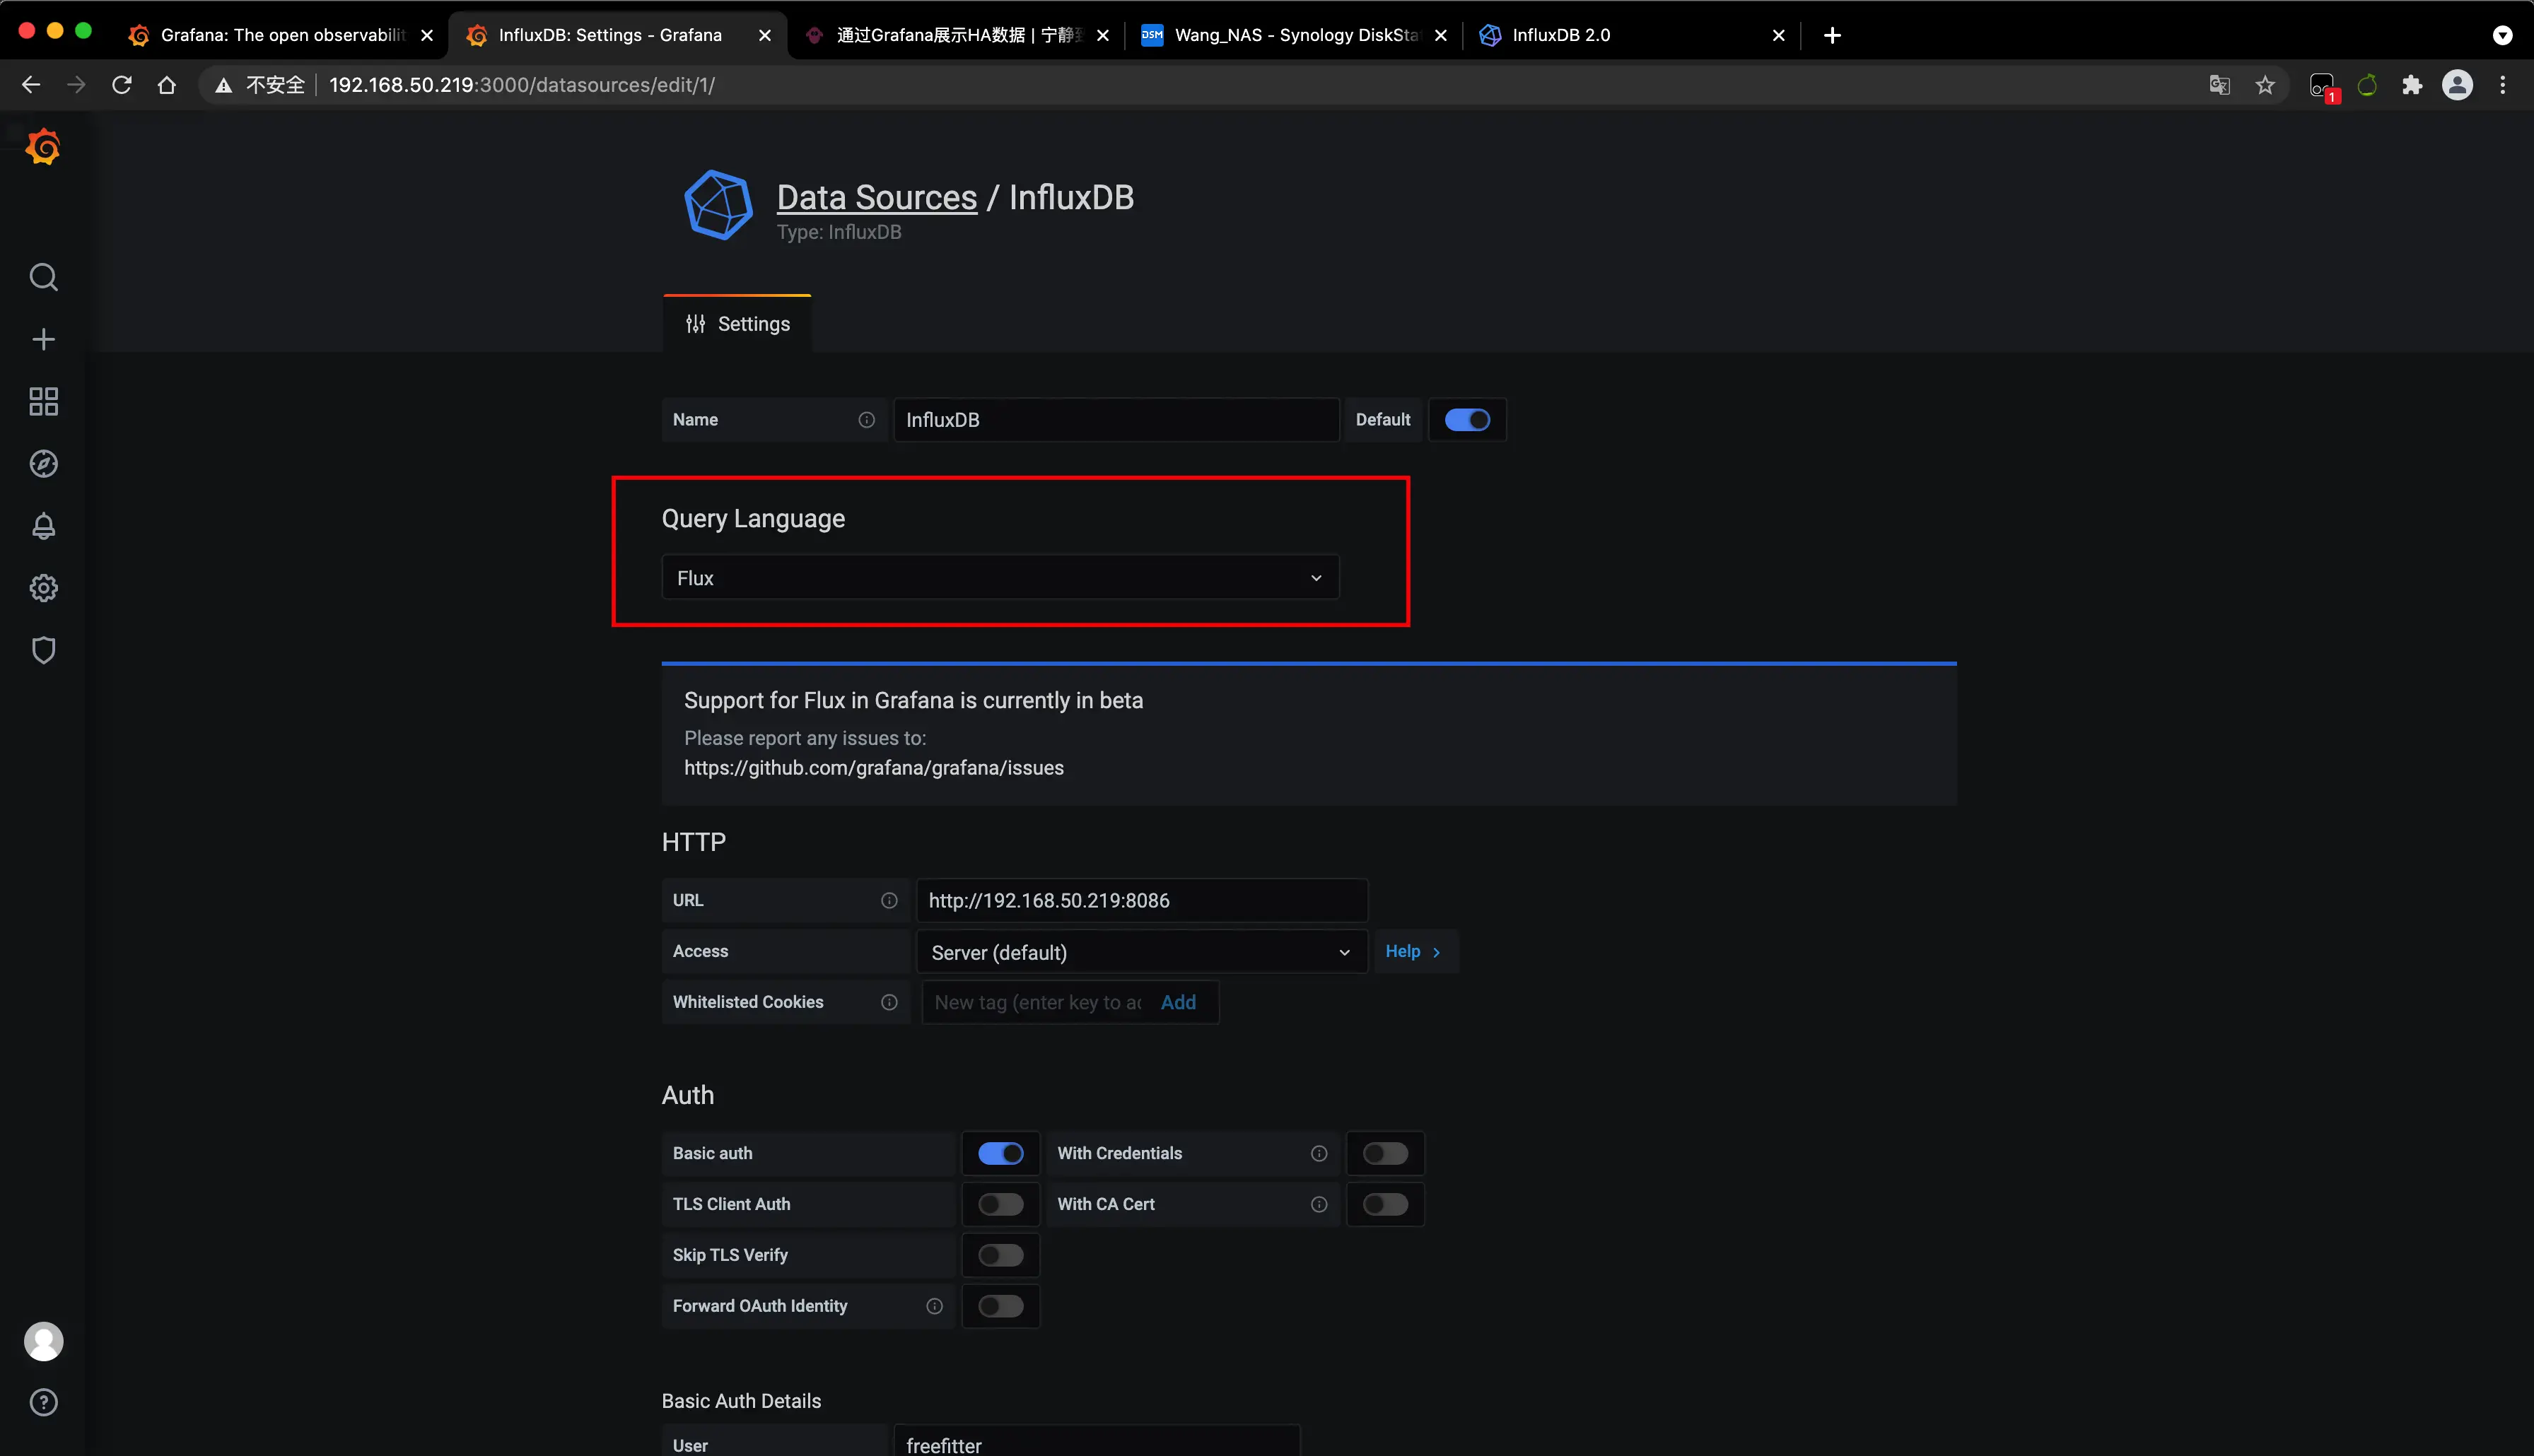 Grafana: The open observabilit
InfluxDB: Settings - Grafana
通过Grafana展示HA数据 | 宁静至
DSM
Wang_NAS - Synology DiskStat
InfluxDB 2.0
不安全
192.168.50.219:3000/datasources/edit/1/
1
Data Sources / InfluxDB
Type: InfluxDB
Settings
Name
InfluxDB
Default
Query Language
Flux
Support for Flux in Grafana is currently in beta
Please report any issues to:
https://github.com/grafana/grafana/issues
HTTP
URL
http://192.168.50.219:8086
Access
Server (default)
Help
Whitelisted Cookies
New tag (enter key to ac
Add
Auth
Basic auth
With Credentials
TLS Client Auth
With CA Cert
Skip TLS Verify
Forward OAuth Identity
Basic Auth Details
User
freefitter